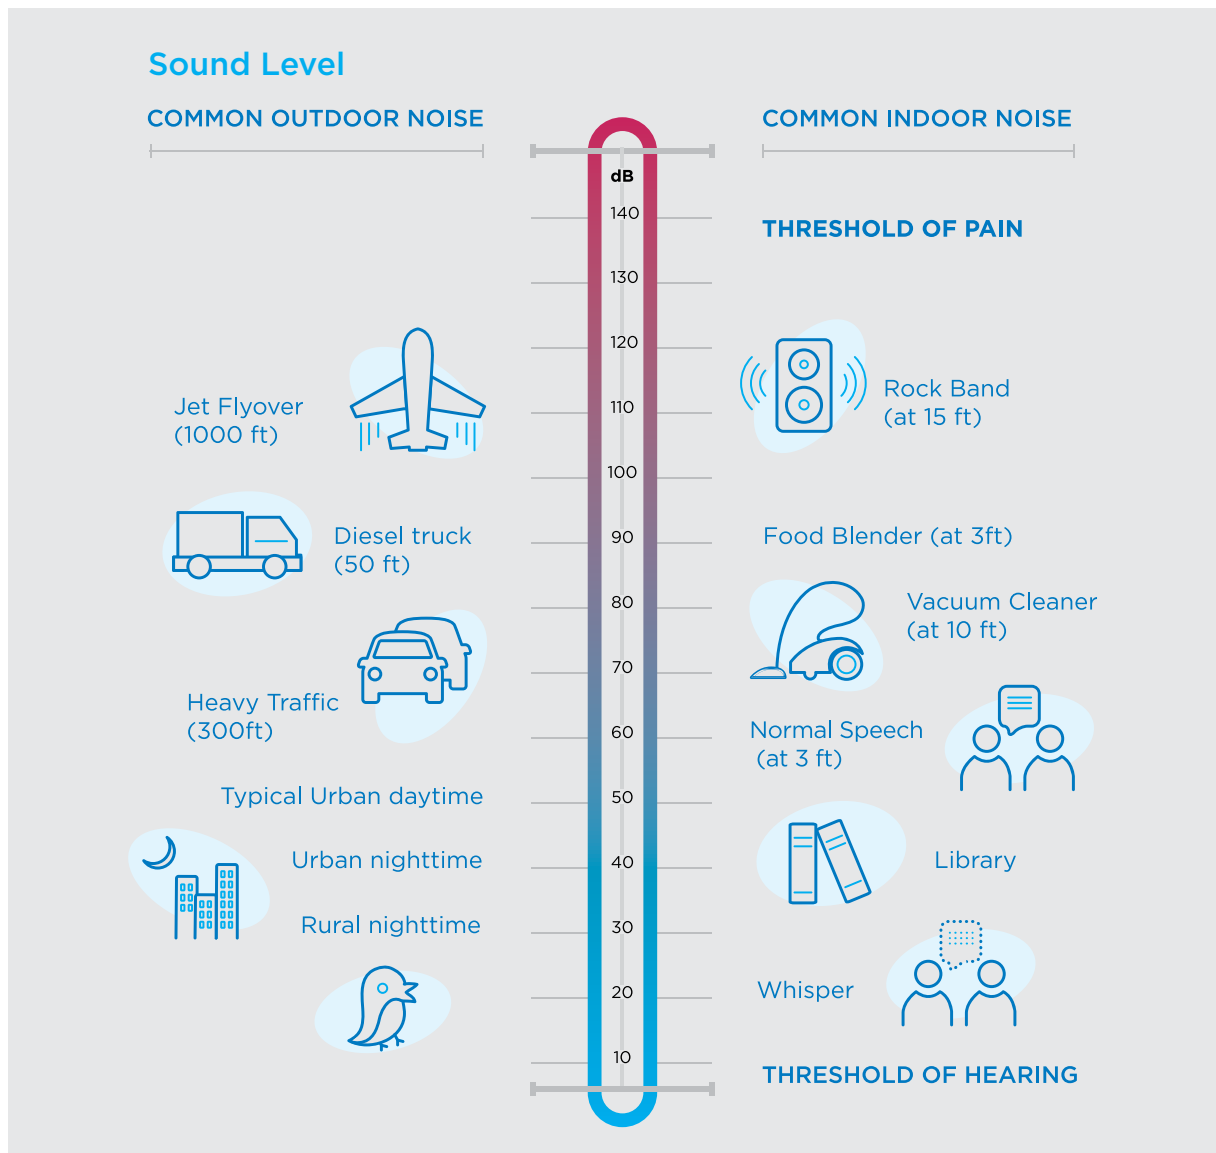 Sound Level
COMMON OUTDOOR NOISE
COMMON INDOOR NOISE
dB
140
THRESHOLD OF PAIN
130
120
Jet Flyover
(1000 ft)
110
Rock Band
(at 15 ft)
100
Diesel truck
(50 ft)
90
Food Blender (at 3ft)
80
Vacuum Cleaner
(at 10 ft)
70
Heavy Traffic
(300ft)
60
Normal Speech
(at 3 ft)
Typical Urban daytime
50
Urban nighttime
40
Library
Rural nighttime
30
20
Whisper
10
THRESHOLD OF HEARING